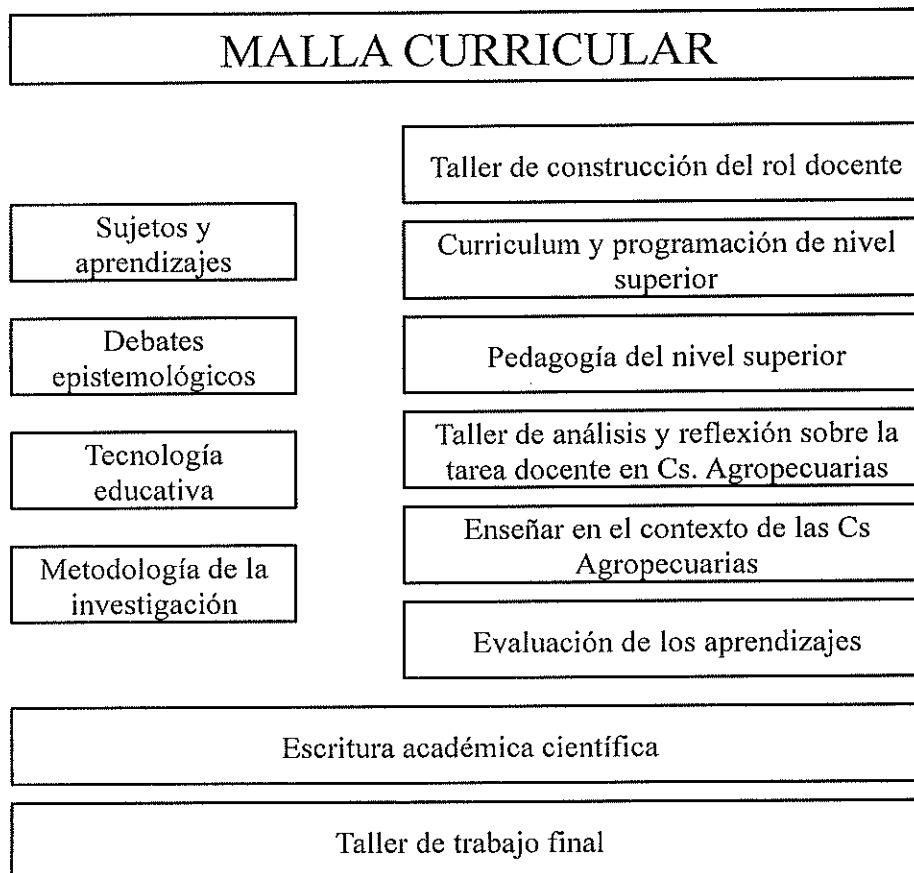 MALLA CURRICULAR
Taller de construcción del rol docente
Sujetos y
aprendizajes
Curriculum y programación de nivel
superior
Debates
epistemológicos
Pedagogía del nivel superior
Tecnología
educativa
Taller de análisis y reflexión sobre la
tarea docente en Cs. Agropecuarias
Metodología de la
investigación
Enseñar en el contexto de las Cs
Agropecuarias
Evaluación de los aprendizajes
Escritura académica científica
Taller de trabajo final